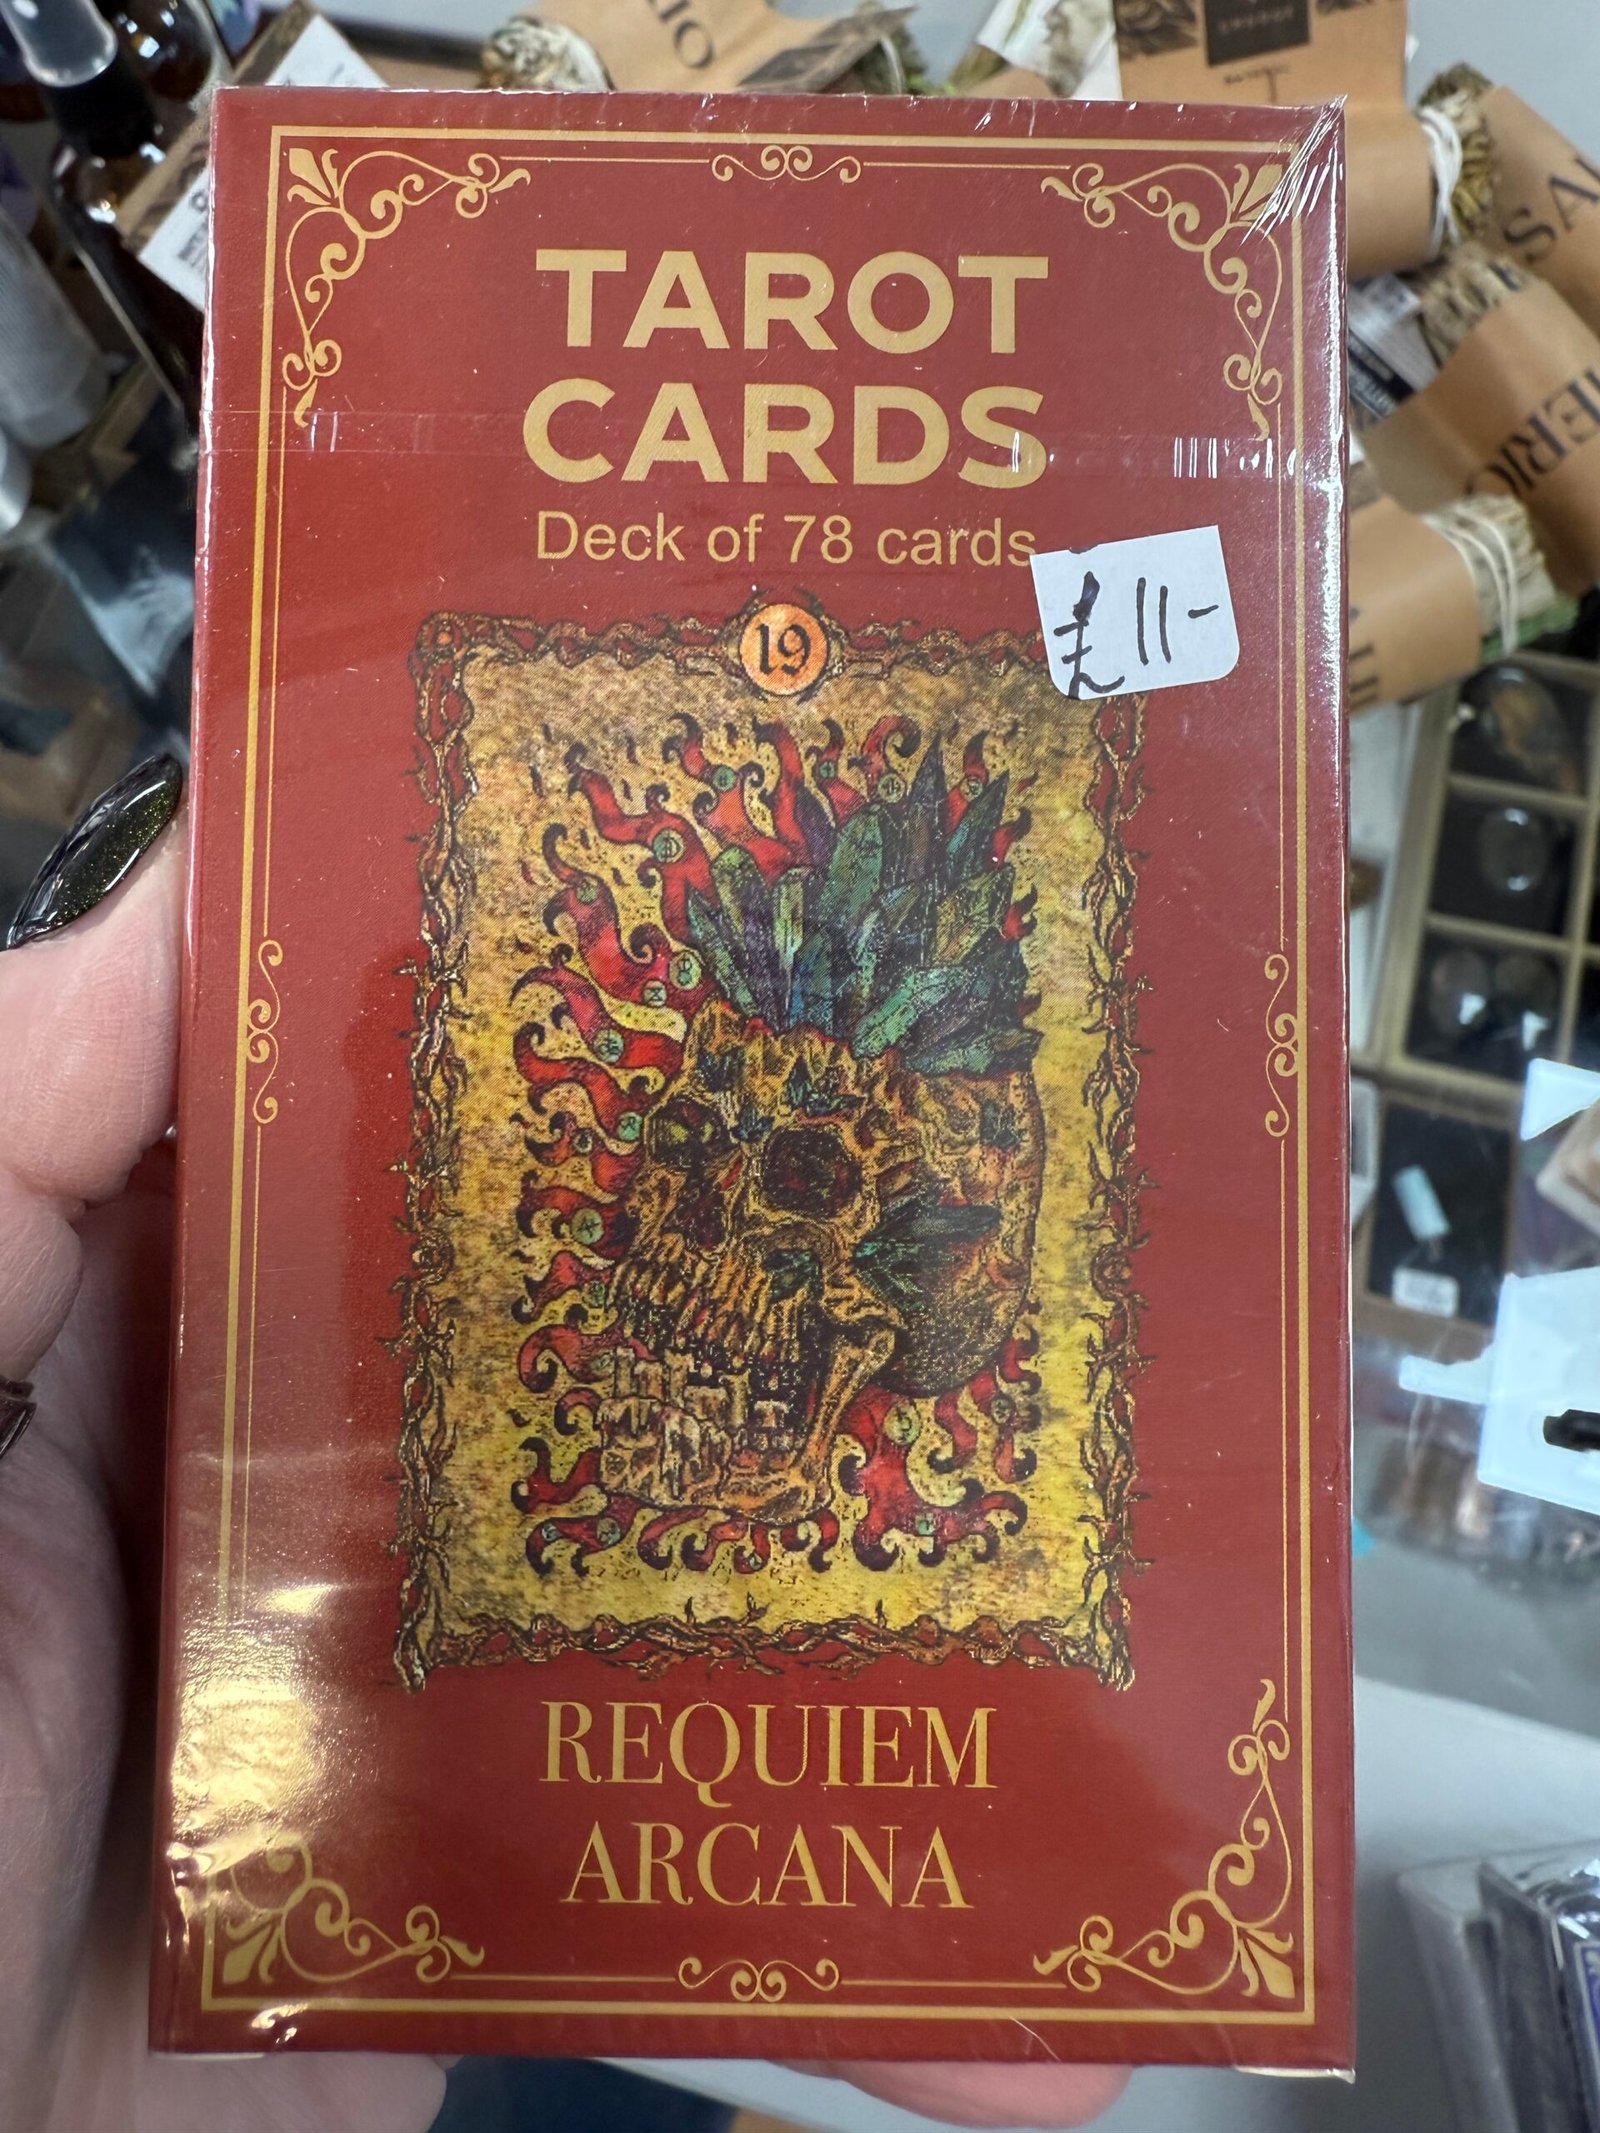 TAROT
CARDS
Deck of 78 cards
£11-
19
REQUIEM
ARCANA